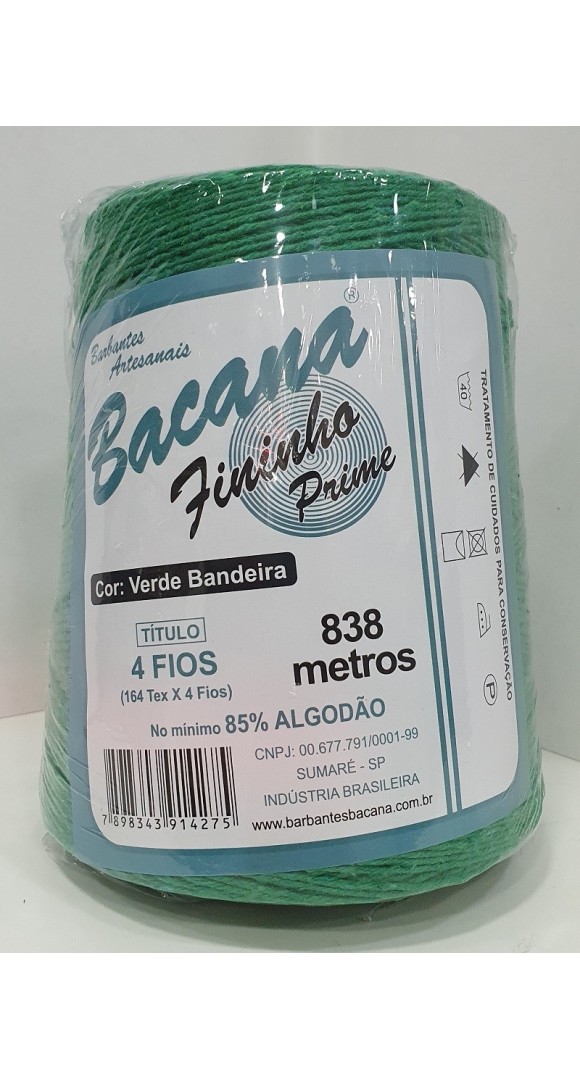 Barbantes
Artesanais
Bacana ®
Fininho
Prime
Cor: Verde Bandeira
TÍTULO
4 FIOS
(164 Tex X 4 Fios)
838
metros
No mínimo 85% ALGODÃO
CNPJ: 00.677.791/0001-99
SUMARÉ - SP
INDÚSTRIA BRASILEIRA
www.barbantesbacana.com.br
7 898343 914275
TRATAMENTO DE CUIDADOS PARA CONSERVAÇÃO
40
P